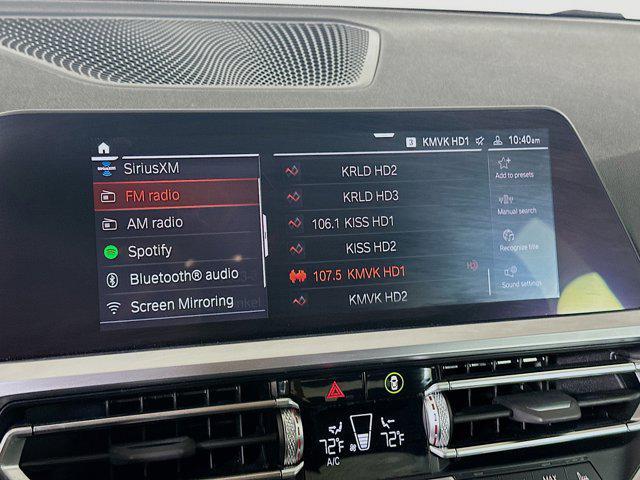 3 KMVK HD1 10:40am
SiriusXM
FM radio
AM radio
Spotify
Bluetooth® audio
Screen Mirroring
KRLD HD2
KRLD HD3
106.1 KISS HD1
KISS HD2
107.5 KMVK HD1
KMVK HD2
Add to presets
Manual search
Recognize title
Sound settings
72°F
A/C
72°F
MAX